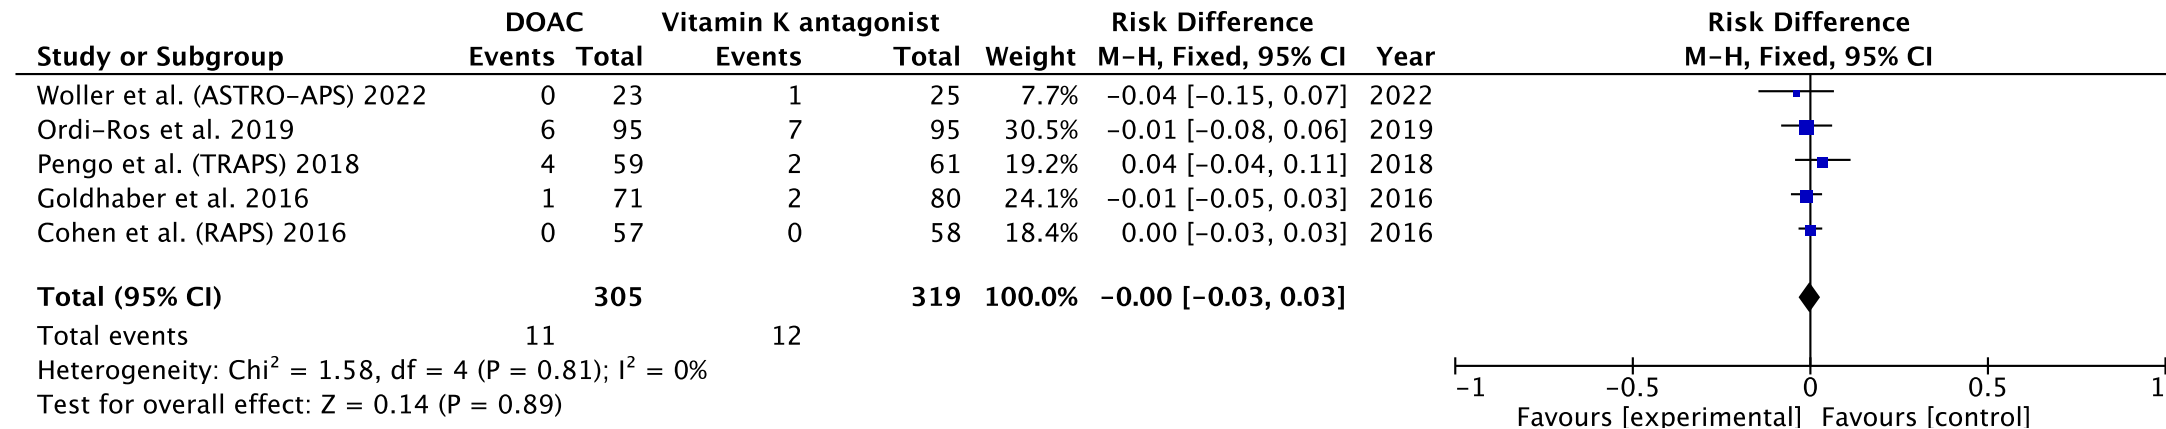 DOAC Vitamin K antagonist Risk Difference Risk Difference
Study or Subgroup Events Total Events Total Weight M-H, Fixed, 95% CI Year M-H, Fixed, 95% CI
Woller et al. (ASTRO-APS) 2022 0 23 1 25 7.7% -0.04 [-0.15, 0.07] 2022
Ordi-Ros et al. 2019 6 95 7 95 30.5% -0.01 [-0.08, 0.06] 2019
Pengo et al. (TRAPS) 2018 4 59 2 61 19.2% 0.04 [-0.04, 0.11] 2018
Goldhaber et al. 2016 1 71 2 80 24.1% -0.01 [-0.05, 0.03] 2016
Cohen et al. (RAPS) 2016 0 57 0 58 18.4% 0.00 [-0.03, 0.03] 2016
Total (95% CI) 305 319 100.0% -0.00 [-0.03, 0.03]
Total events 11 12
Heterogeneity: Chi² = 1.58, df = 4 (P = 0.81); I² = 0%
Test for overall effect: Z = 0.14 (P = 0.89)
-1 -0.5 0 0.5 1
Favours [experimental] Favours [control]